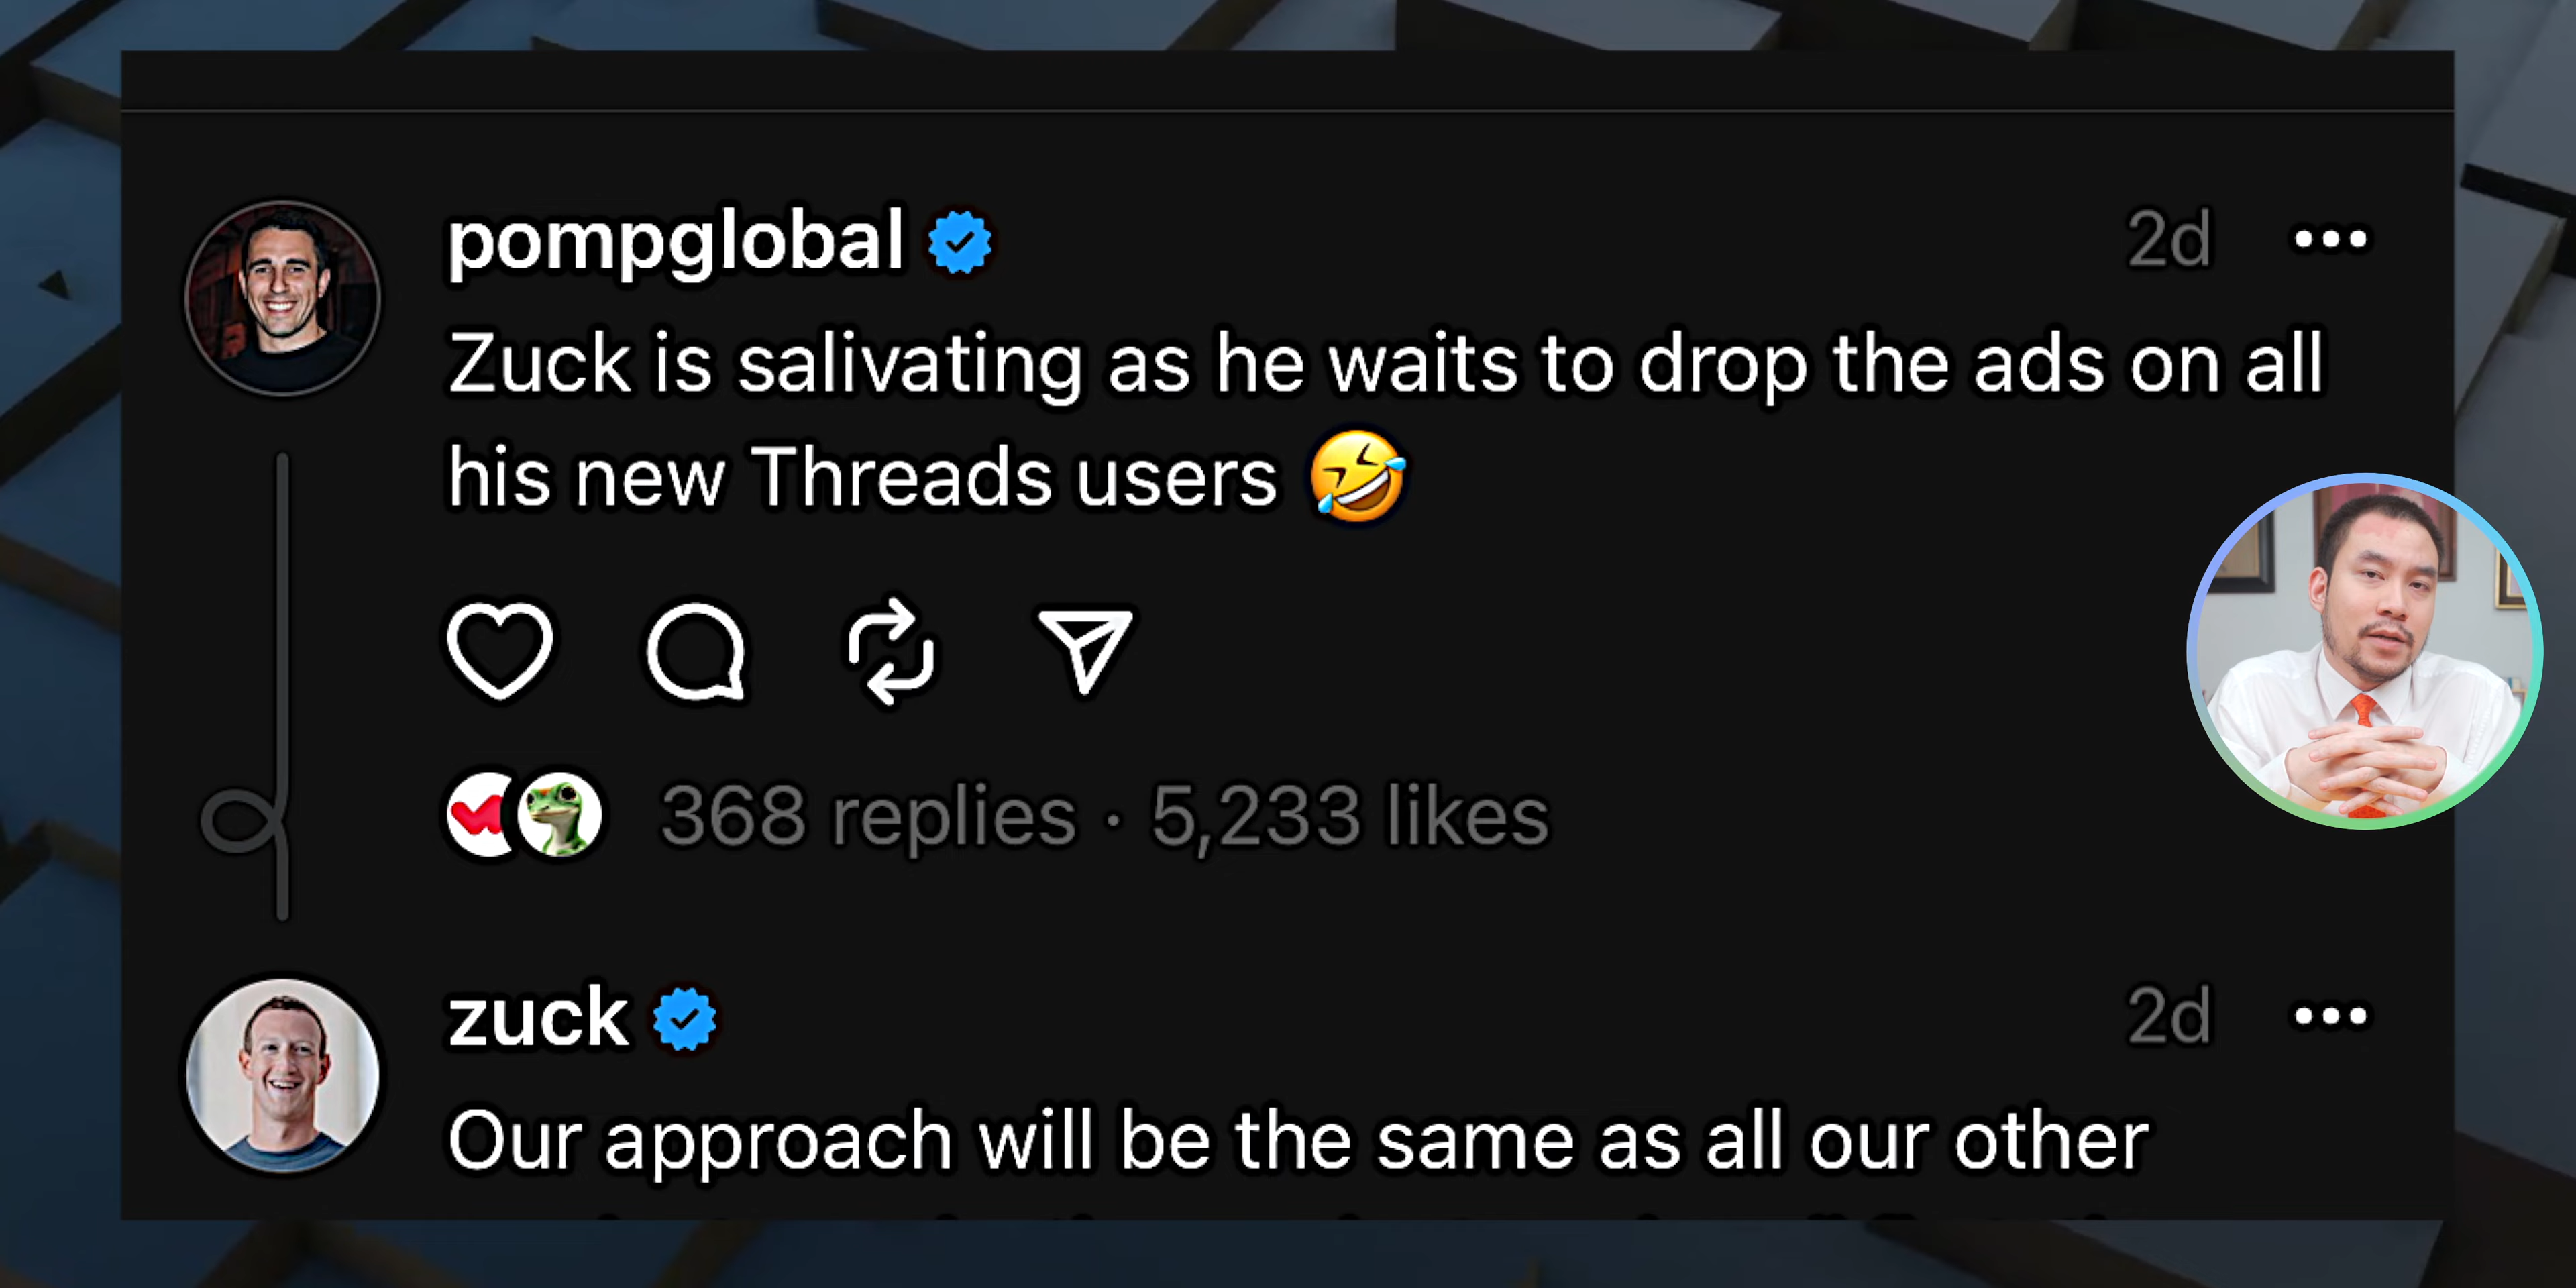 pompglobal
2d
Zuck is salivating as he waits to drop the ads on all
his new Threads users 🤣
368 replies · 5,233 likes
zuck
2d
Our approach will be the same as all our other